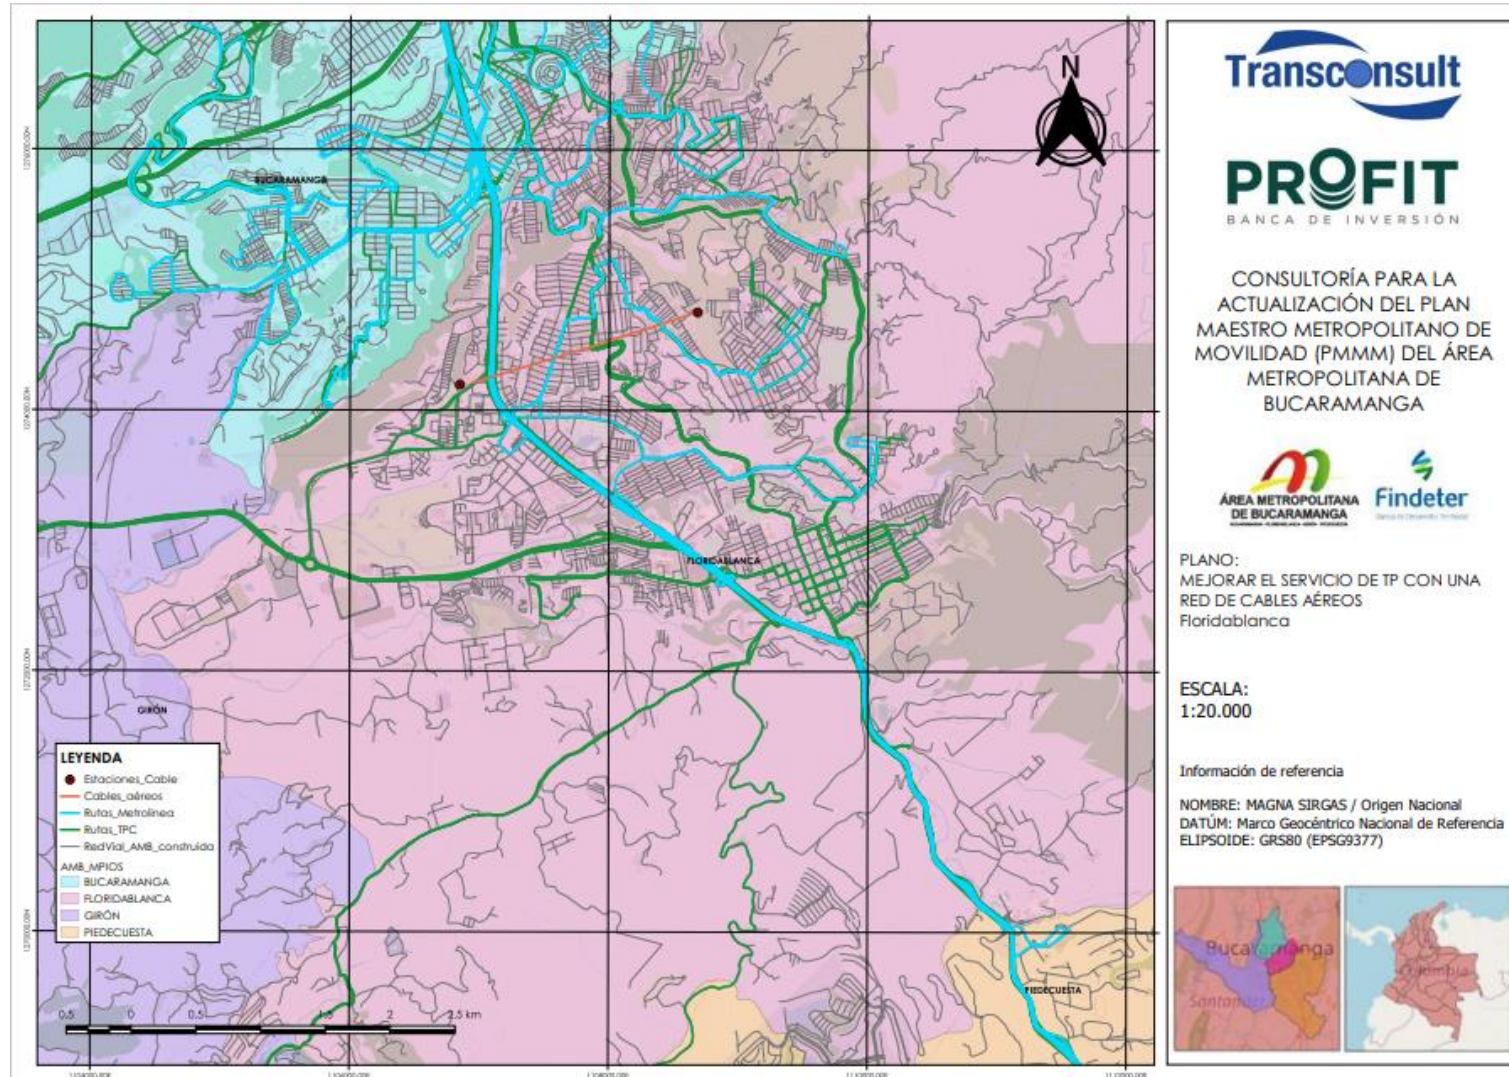 BUCARAMANGA
FLORIDABLANCA
GIRÓN
PIEDECUESTA
N
LEYENDA
Estaciones_Cable
Cables_aéreos
Rutas_Metrolinea
Rutas_TPC
RedVial_AMB_construida
AMB_MPIOS
BUCARAMANGA
FLORIDABLANCA
GIRÓN
PIEDECUESTA
0.5 0 0.5 1 1.5 2 2.5 km
Transconsult
PROFIT
BANCA DE INVERSIÓN
CONSULTORÍA PARA LA
ACTUALIZACIÓN DEL PLAN
MAESTRO METROPOLITANO DE
MOVILIDAD (PMMM) DEL ÁREA
METROPOLITANA DE
BUCARAMANGA
ÁREA METROPOLITANA
DE BUCARAMANGA
Findeter
PLANO:
MEJORAR EL SERVICIO DE TP CON UNA
RED DE CABLES AÉREOS
Floridablanca
ESCALA:
1:20.000
Información de referencia
NOMBRE: MAGNA SIRGAS / Origen Nacional
DATÚM: Marco Geocéntrico Nacional de Referencia
ELIPSOIDE: GRS80 (EPSG9377)
Bucaramanga
Santander
Colombia